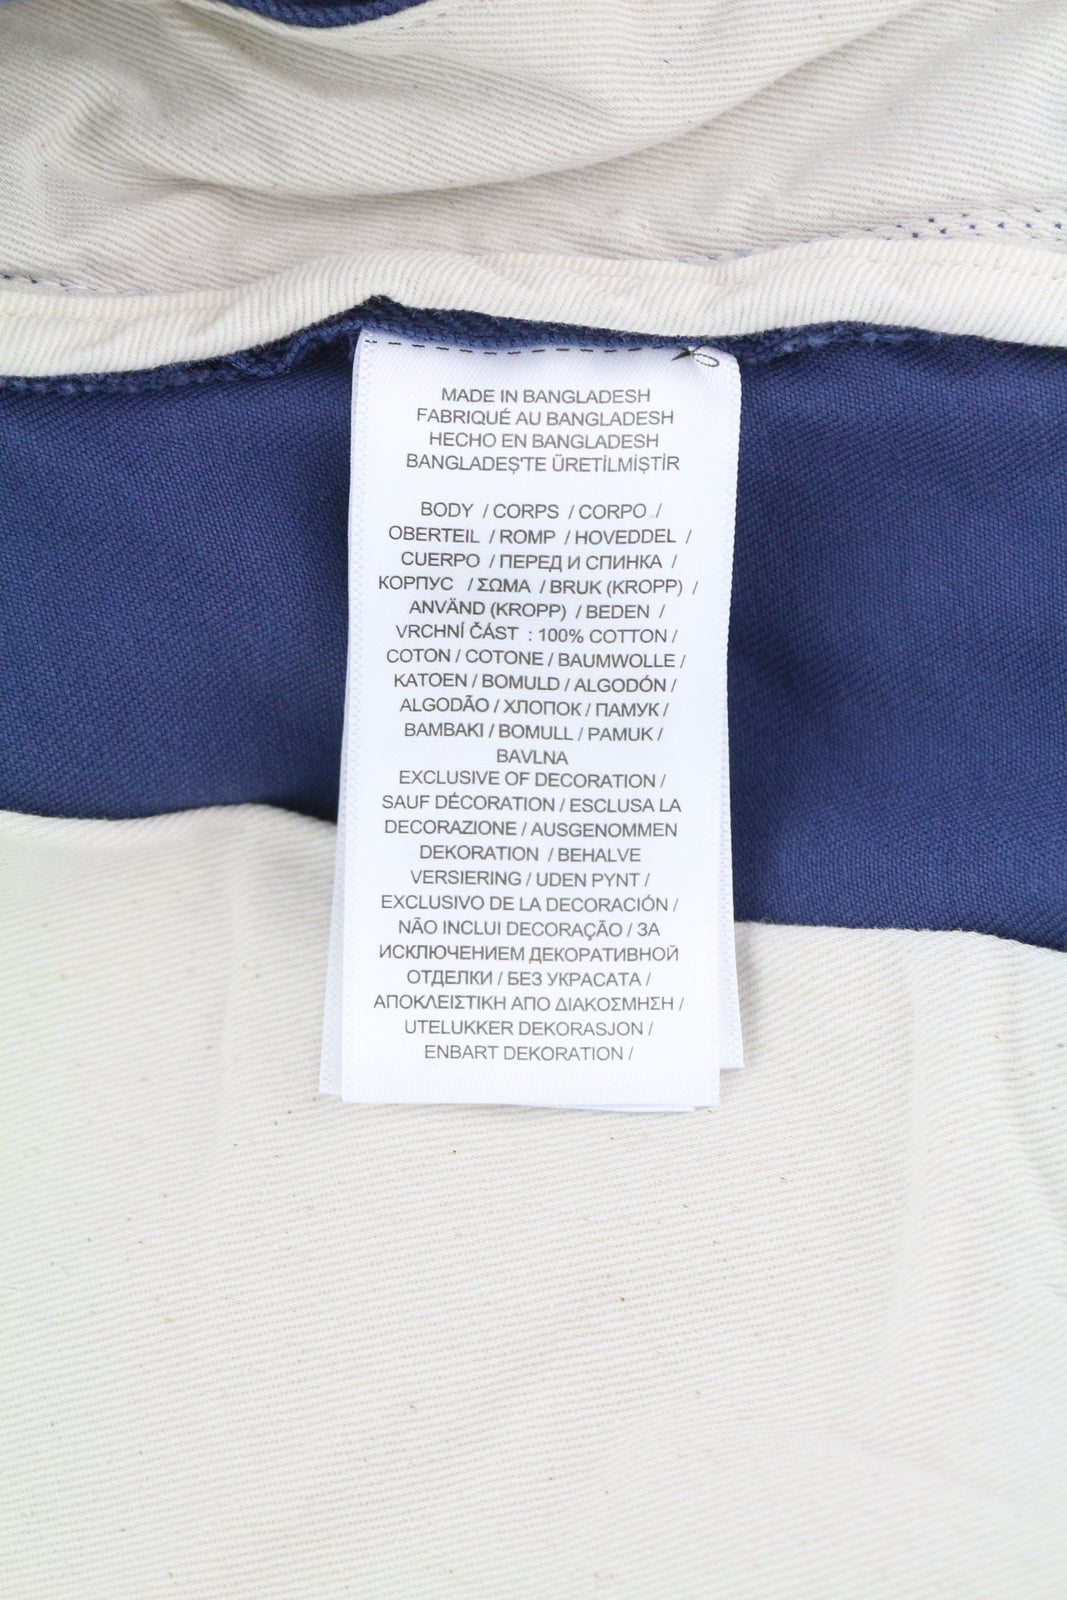 MADE IN BANGLADESH
FABRIQUÉ AU BANGLADESH
HECHO EN BANGLADESH
BANGLADEŞ'TE ÜRETİLMİŞTİR
BODY / CORPS / CORPO /
OBERTEIL / ROMP / HOVEDDEL /
CUERPO / ПЕРЕД И СПИНКА /
КОРПУС / ΣΩΜΑ / BRUK (KROPP) /
ANVÄND (KROPP) / BEDEN /
VRCHNÍ ČÁST : 100% COTTON /
COTON / COTONE / BAUMWOLLE /
KATOEN / BOMULD / ALGODÓN /
ALGODÃO / ХЛОПОК / ПАМУК /
BAMBAKI / BOMULL / PAMUK /
BAVLNA
EXCLUSIVE OF DECORATION /
SAUF DÉCORATION / ESCLUSA LA
DECORAZIONE / AUSGENOMMEN
DEKORATION / BEHALVE
VERSIERING / UDEN PYNT /
EXCLUSIVO DE LA DECORACIÓN /
NÃO INCLUI DECORAÇÃO / ЗА
ИСКЛЮЧЕНИЕМ ДЕКОРАТИВНОЙ
ОТДЕЛКИ / БЕЗ УКРАСАТА /
ΑΠΟΚΛΕΙΣΤΙΚΗ ΑΠΟ ΔΙΑΚΟΣΜΗΣΗ /
UTELUKKER DEKORASJON /
ENBART DEKORATION /